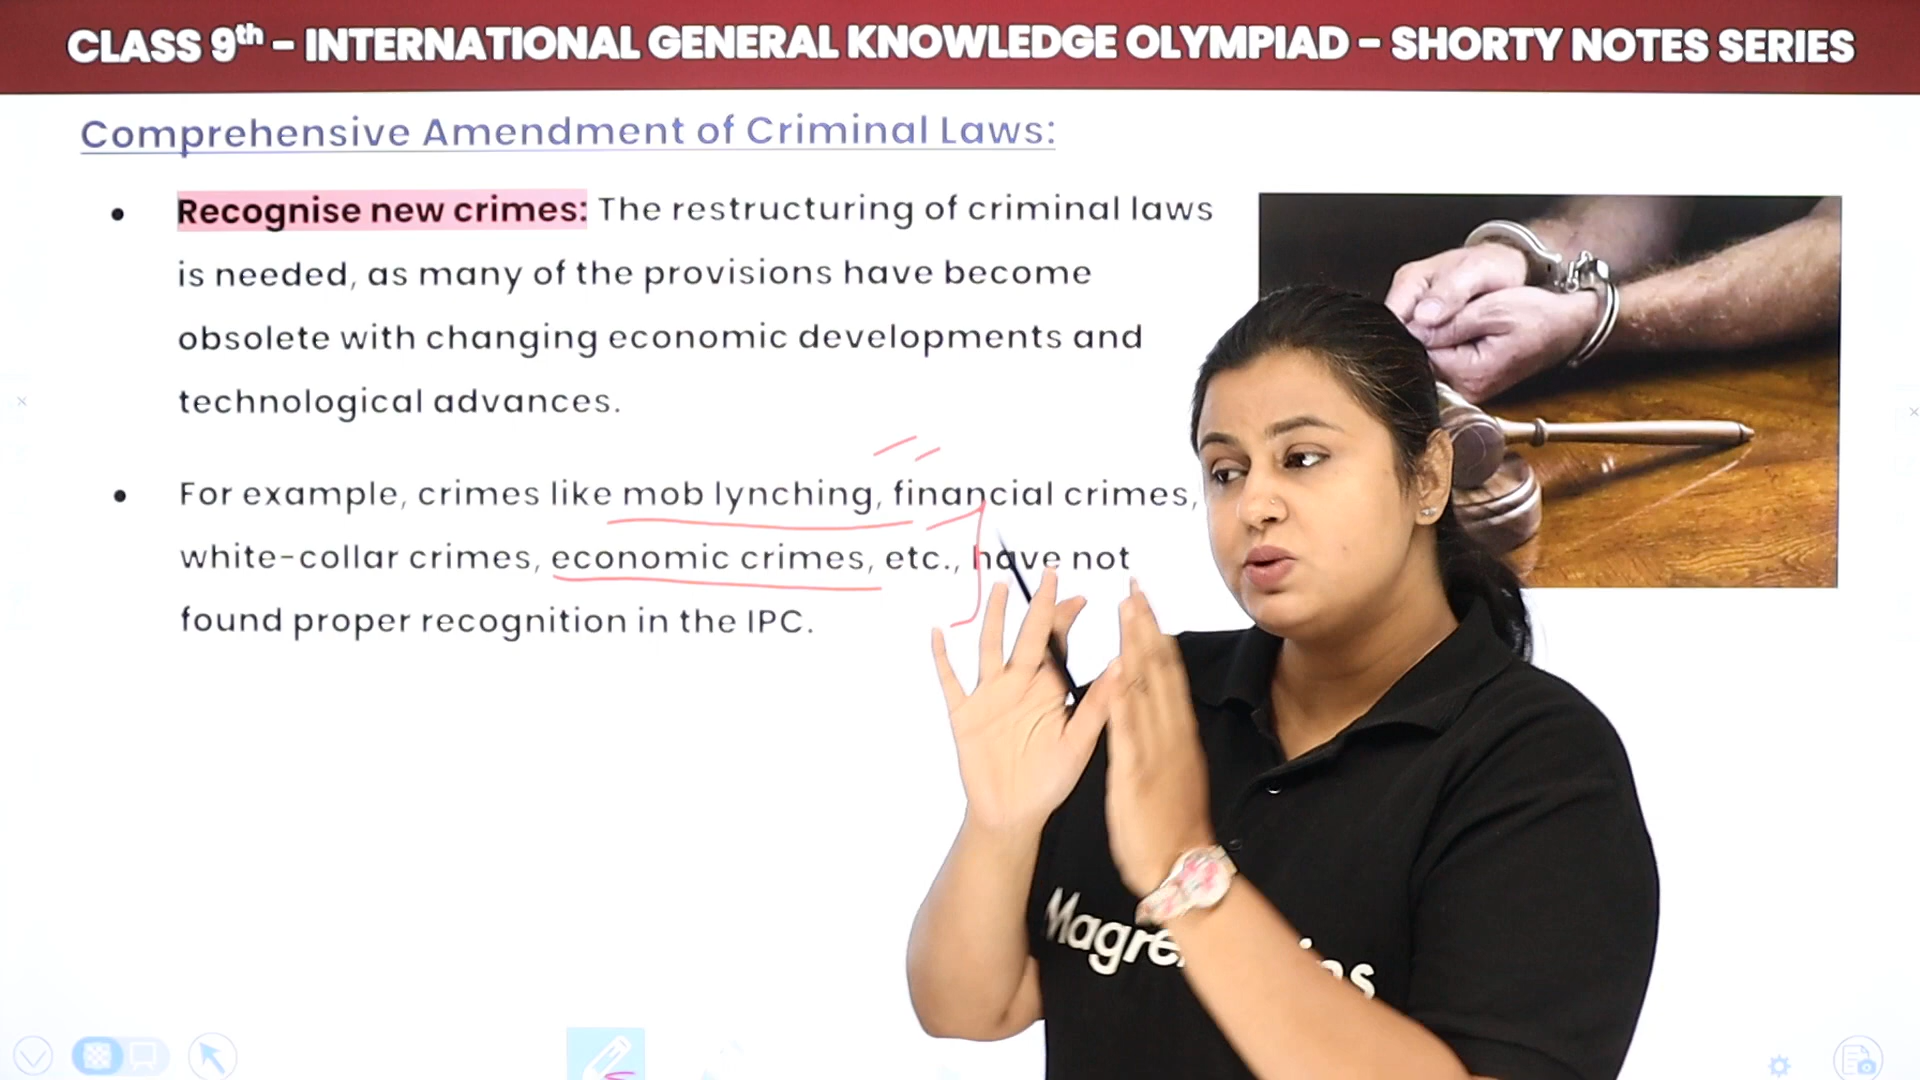 CLASS 9th - INTERNATIONAL GENERAL KNOWLEDGE OLYMPIAD - SHORTY NOTES SERIES
Comprehensive Amendment of Criminal Laws:
• Recognise new crimes: The restructuring of criminal laws
is needed, as many of the provisions have become
obsolete with changing economic developments and
technological advances.
• For example, crimes like mob lynching, financial crimes,
white-collar crimes, economic crimes, etc., have not
found proper recognition in the IPC.